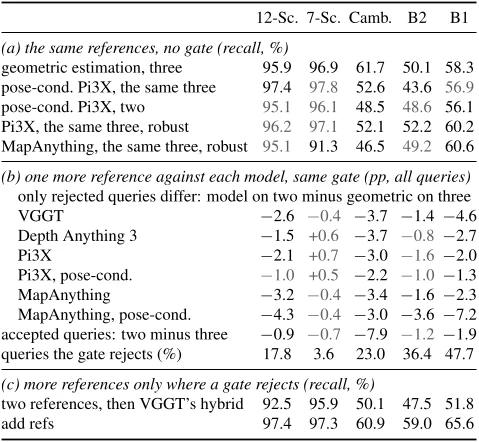 12-Sc. 7-Sc. Camb. B2 B1
(a) the same references, no gate (recall, %)
geometric estimation, three 95.9 96.9 61.7 50.1 58.3
pose-cond. Pi3X, the same three 97.4 97.8 52.6 43.6 56.9
pose-cond. Pi3X, two 95.1 96.1 48.5 48.6 56.1
Pi3X, the same three, robust 96.2 97.1 52.1 52.2 60.2
MapAnything, the same three, robust 95.1 91.3 46.5 49.2 60.6
(b) one more reference against each model, same gate (pp, all queries)
only rejected queries differ: model on two minus geometric on three
VGGT −2.6 −0.4 −3.7 −1.4 −4.6
Depth Anything 3 −1.5 +0.6 −3.7 −0.8 −2.7
Pi3X −2.1 +0.7 −3.0 −1.6 −2.0
Pi3X, pose-cond. −1.0 +0.5 −2.2 −1.0 −1.3
MapAnything −3.2 −0.4 −3.4 −1.6 −2.3
MapAnything, pose-cond. −4.3 −0.4 −3.0 −3.6 −7.2
accepted queries: two minus three −0.9 −0.7 −7.9 −1.2 −1.9
queries the gate rejects (%) 17.8 3.6 23.0 36.4 47.7
(c) more references only where a gate rejects (recall, %)
two references, then VGGT's hybrid 92.5 95.9 50.1 47.5 51.8
add refs 97.4 97.3 60.9 59.0 65.6